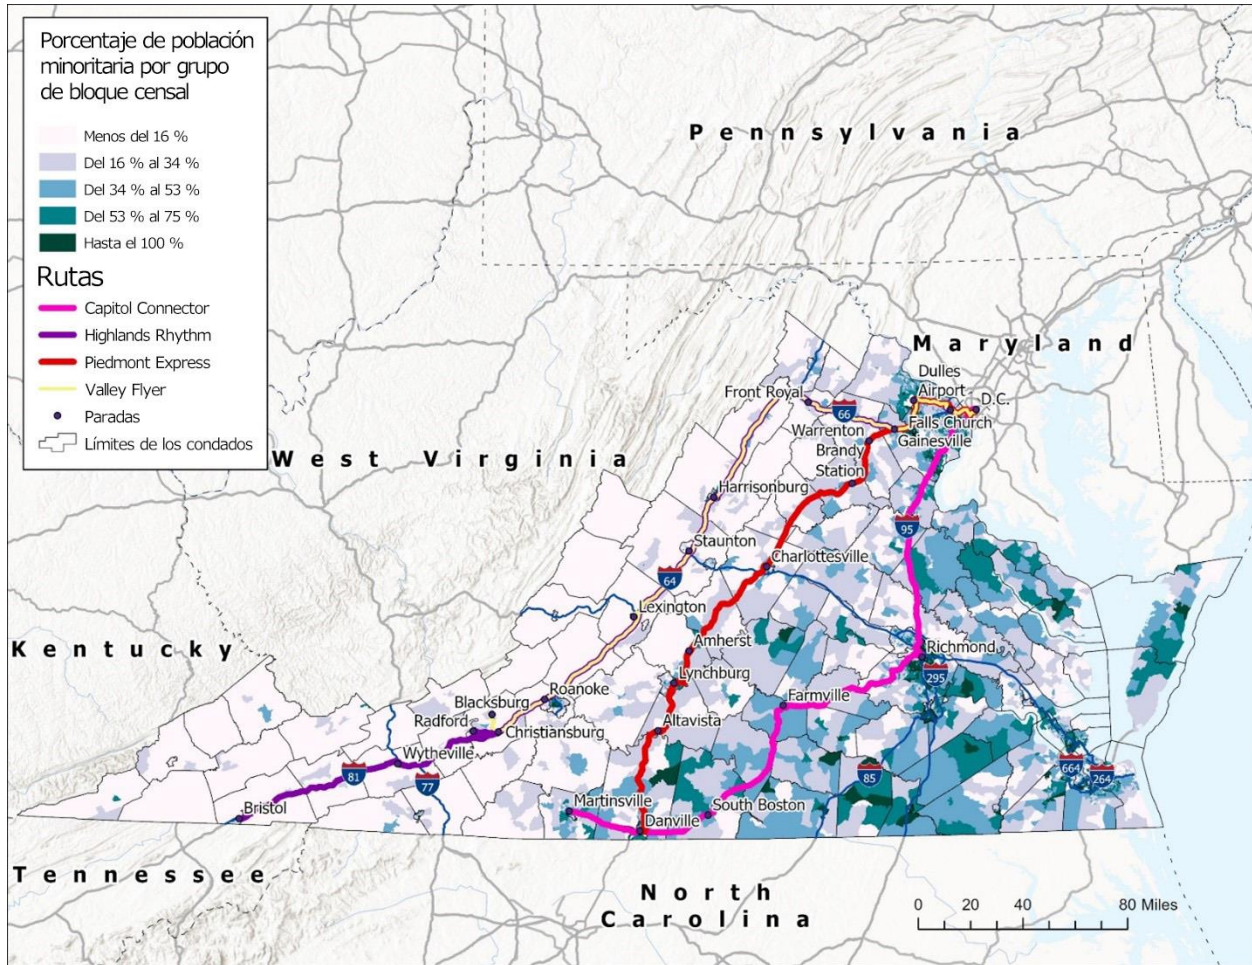 Porcentaje de población
minoritaria por grupo
de bloque censal
Menos del 16 %
Del 16 % al 34 %
Del 34 % al 53 %
Del 53 % al 75 %
Hasta el 100 %
Rutas
Capitol Connector
Highlands Rhythm
Piedmont Express
Valley Flyer
Paradas
Límites de los condados
Pennsylvania
Maryland
West Virginia
Kentucky
Tennessee
North
Carolina
Dulles
Airport
D.C.
Front Royal
66
Falls Church
Warrenton
Gainesville
Brandy
Station
Harrisonburg
95
Staunton
Charlottesville
64
Lexington
Amherst
Richmond
Lynchburg
295
Roanoke
Blacksburg
Farmville
Radford
Christiansburg
Altavista
Wytheville
81
77
85
664
264
Martinsville
South Boston
Bristol
Danville
0 20 40 80 Miles